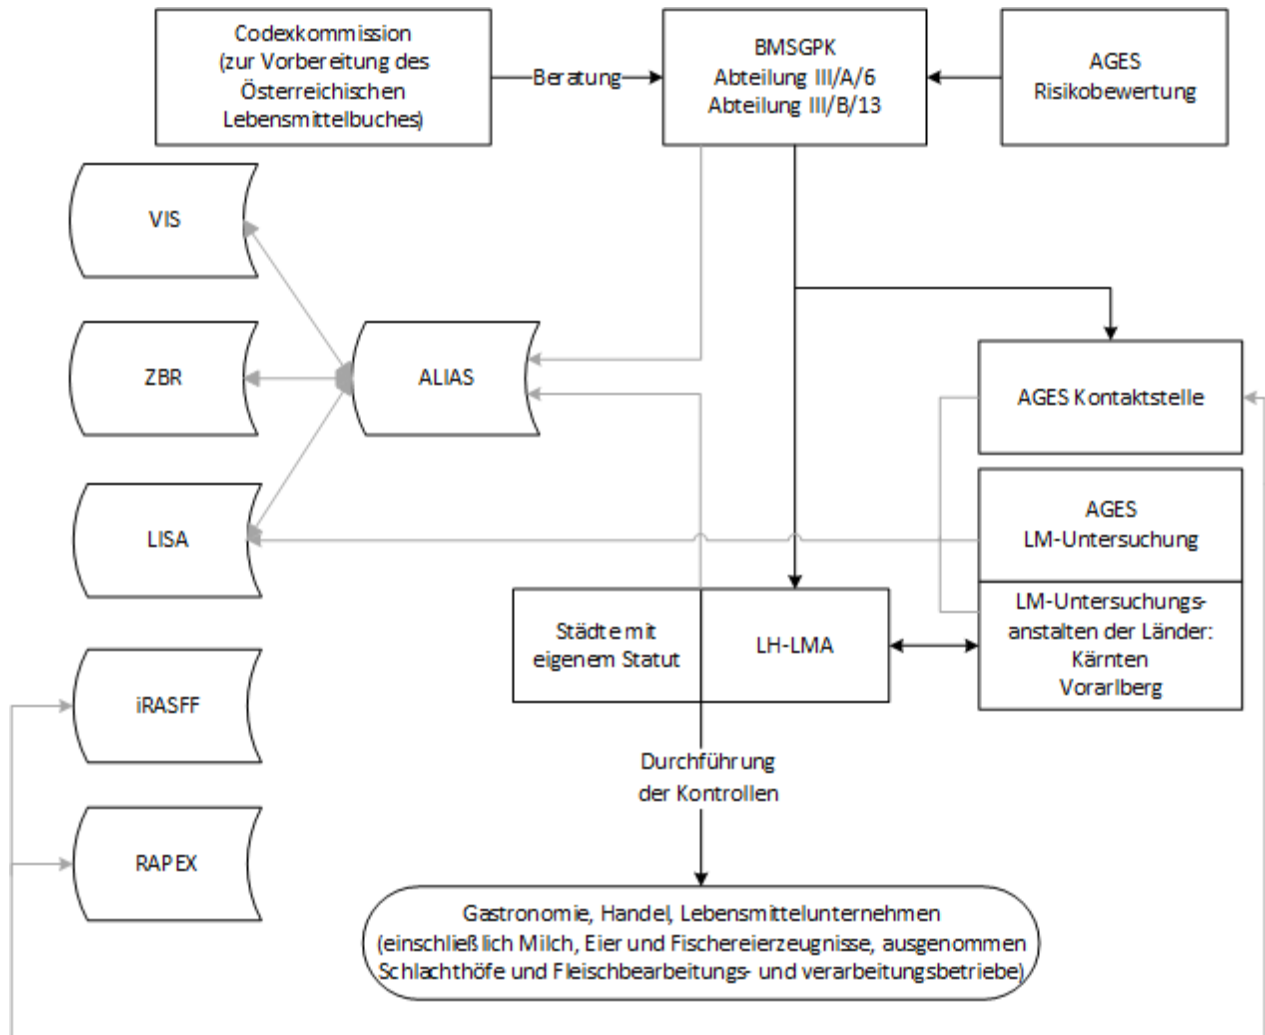 Codexkommission
(zur Vorbereitung des
Österreichischen
Lebensmittelbuches)
Beratung
BMSGPK
Abteilung III/A/6
Abteilung III/B/13
AGES
Risikobewertung
VIS
ZBR
ALIAS
AGES Kontaktstelle
LISA
AGES
LM-Untersuchung
Städte mit
eigenem Statut
LH-LMA
LM-Untersuchungs-
anstalten der Länder:
Kärnten
Vorarlberg
iRASFF
Durchführung
der Kontrollen
RAPEX
Gastronomie, Handel, Lebensmittelunternehmen
(einschließlich Milch, Eier und Fischereierzeugnisse, ausgenommen
Schlachthöfe und Fleischbearbeitungs- und verarbeitungsbetriebe)